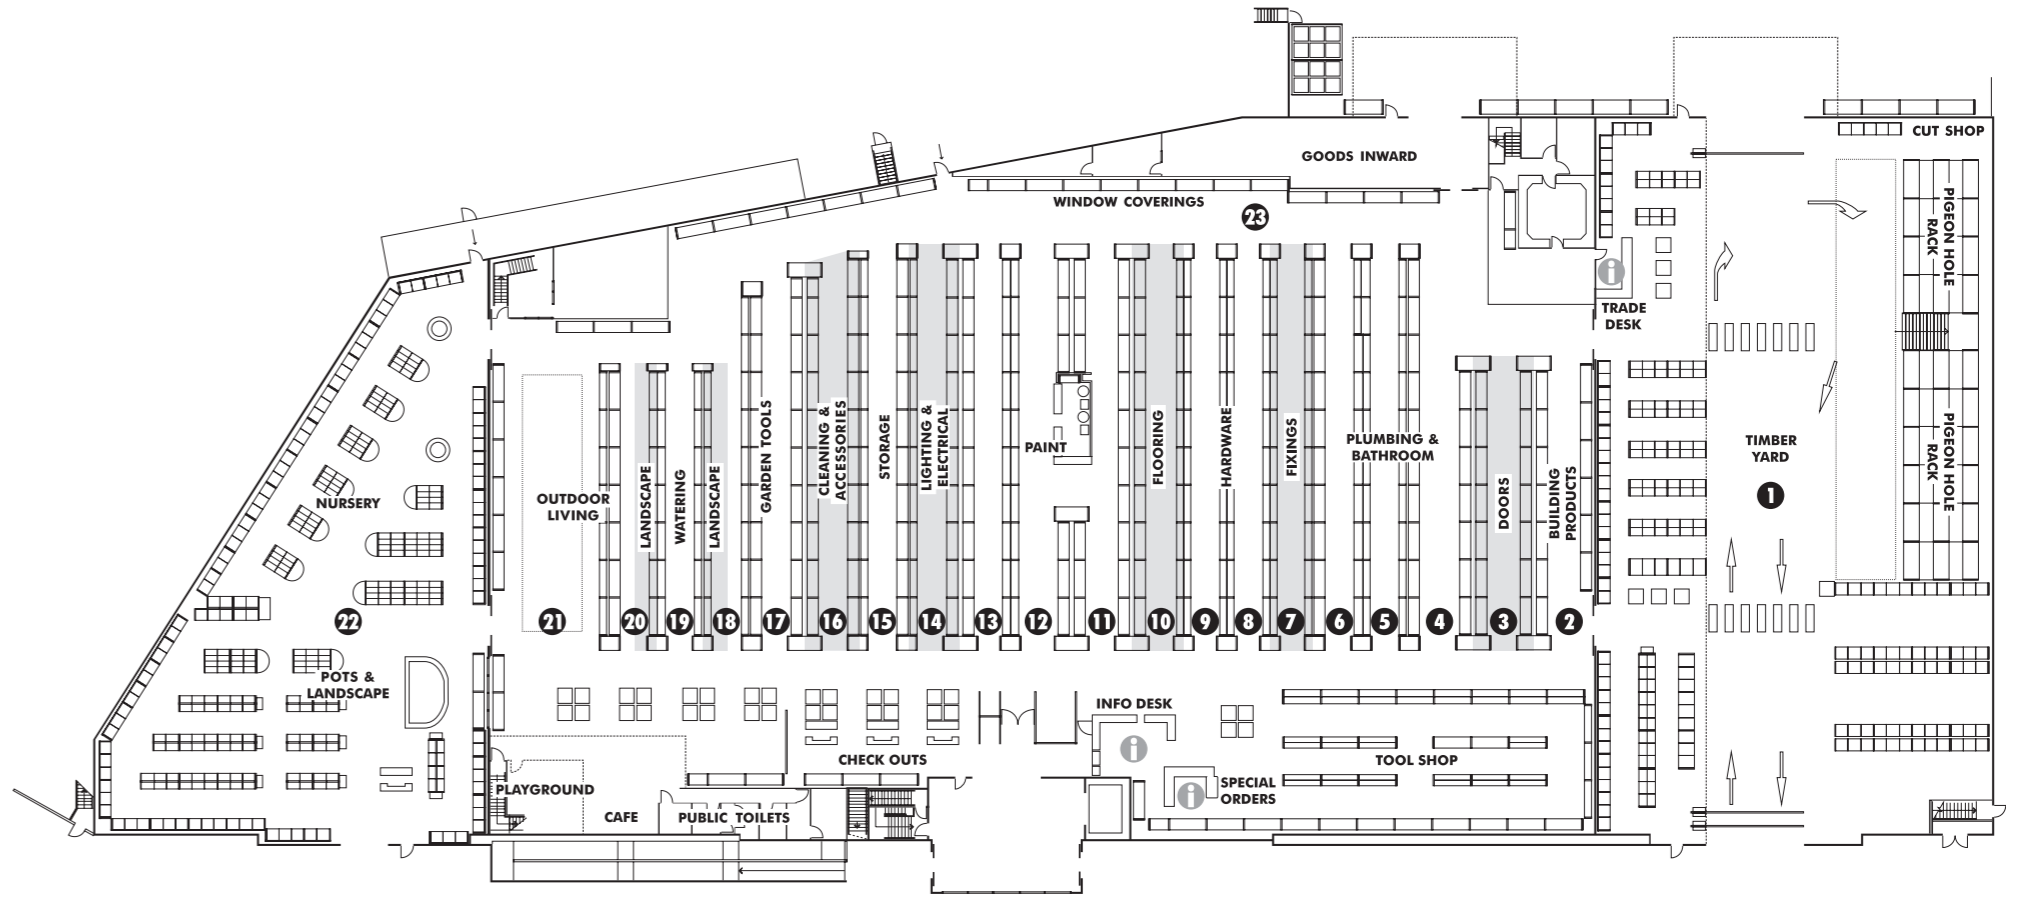 CUT SHOP
GOODS INWARD
WINDOW COVERINGS
23
PIGEON HOLE
RACK
i
TRADE
DESK
PIGEON HOLE
RACK
TIMBER
YARD
1
NURSERY
OUTDOOR
LIVING
LANDSCAPE
WATERING
LANDSCAPE
GARDEN TOOLS
CLEANING &
ACCESSORIES
STORAGE
LIGHTING &
ELECTRICAL
PAINT
FLOORING
HARDWARE
FIXINGS
PLUMBING &
BATHROOM
DOORS
BUILDING
PRODUCTS
22
21
20
19
18
17
16
15
14
13
12
11
10
9
8
7
6
5
4
3
2
POTS &
LANDSCAPE
INFO DESK
i
CHECK OUTS
TOOL SHOP
PLAYGROUND
CAFE
PUBLIC TOILETS
i
SPECIAL
ORDERS